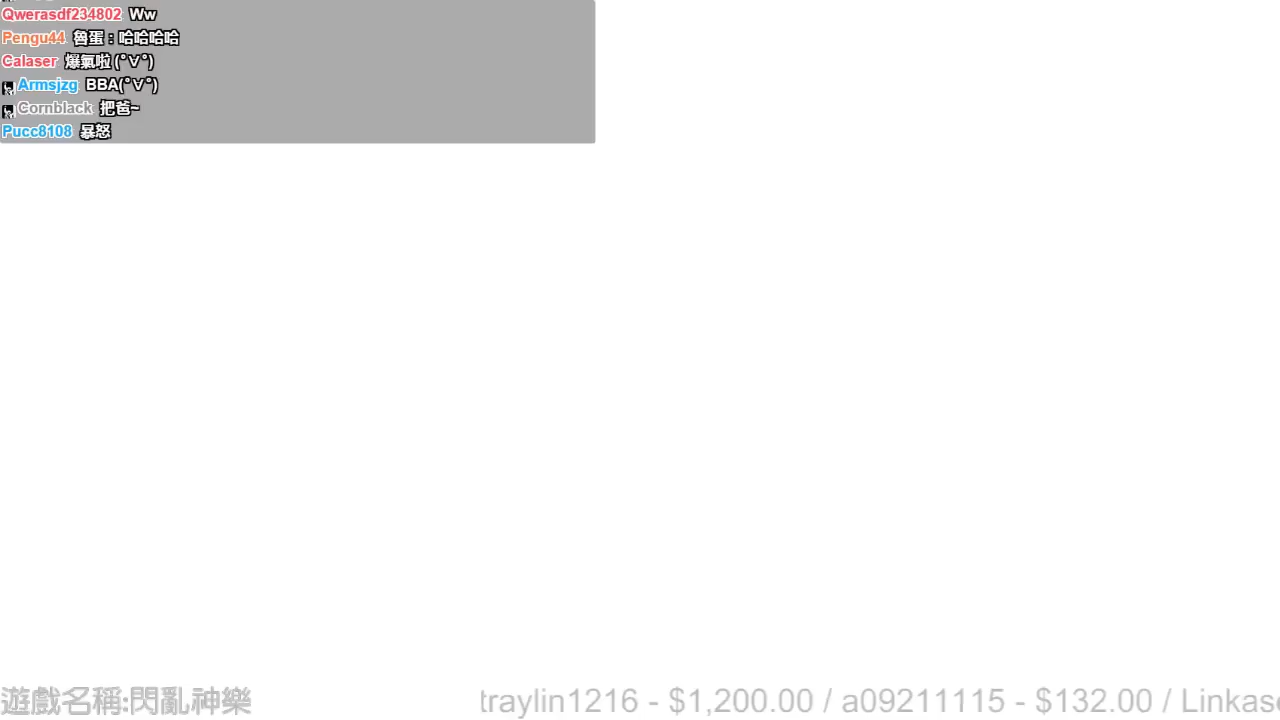 Qwerasdf234802 Ww
Pengu44 魯蛋：哈哈哈哈
Calaser 爆氣啦 (ﾟ∀ﾟ)
Armsjzg BBA(ﾟ∀ﾟ)
Cornblack 把爸~
Pucc8108 暴怒
遊戲名稱:閃亂神樂
traylin1216 - $1,200.00 / a09211115 - $132.00 / Linkas